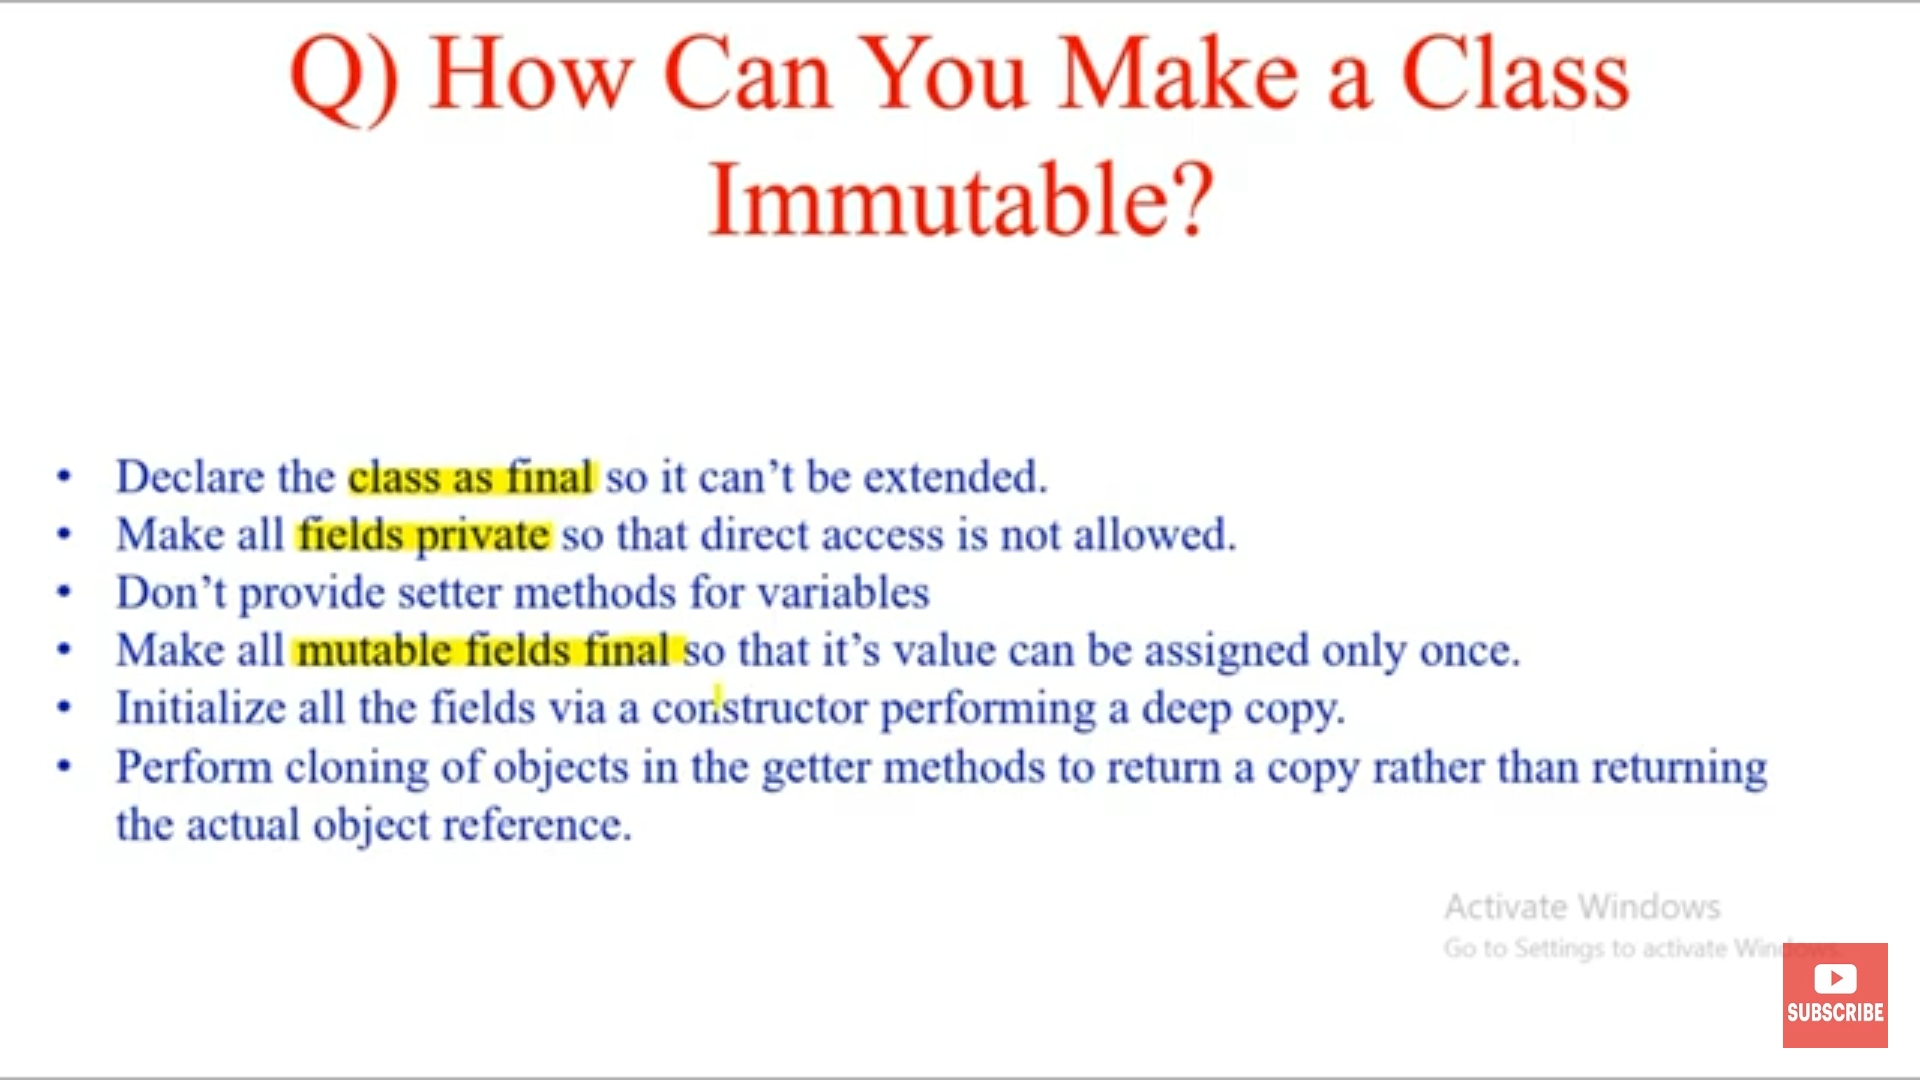 Q) How Can You Make a Class
Immutable?
• Declare the class as final so it can’t be extended.
• Make all fields private so that direct access is not allowed.
• Don’t provide setter methods for variables
• Make all mutable fields final so that it’s value can be assigned only once.
• Initialize all the fields via a constructor performing a deep copy.
• Perform cloning of objects in the getter methods to return a copy rather than returning
the actual object reference.
Activate Windows
Go to Settings to activate Windows.
SUBSCRIBE